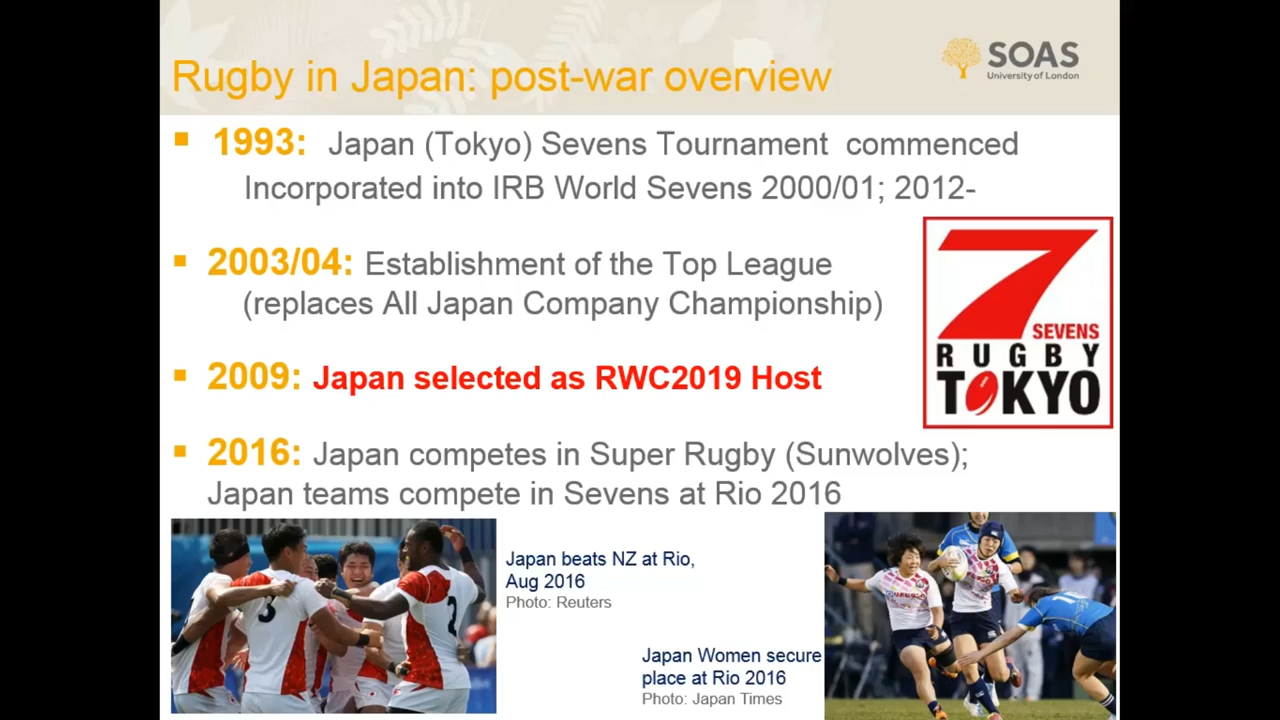 SOAS
University of London
Rugby in Japan: post-war overview
1993: Japan (Tokyo) Sevens Tournament commenced
Incorporated into IRB World Sevens 2000/01; 2012-
2003/04: Establishment of the Top League
(replaces All Japan Company Championship)
7
SEVENS
RUGBY
TOKYO
2009: Japan selected as RWC2019 Host
2016: Japan competes in Super Rugby (Sunwolves);
Japan teams compete in Sevens at Rio 2016
3
2
Japan beats NZ at Rio,
Aug 2016
Photo: Reuters
Japan Women secure
place at Rio 2016
Photo: Japan Times